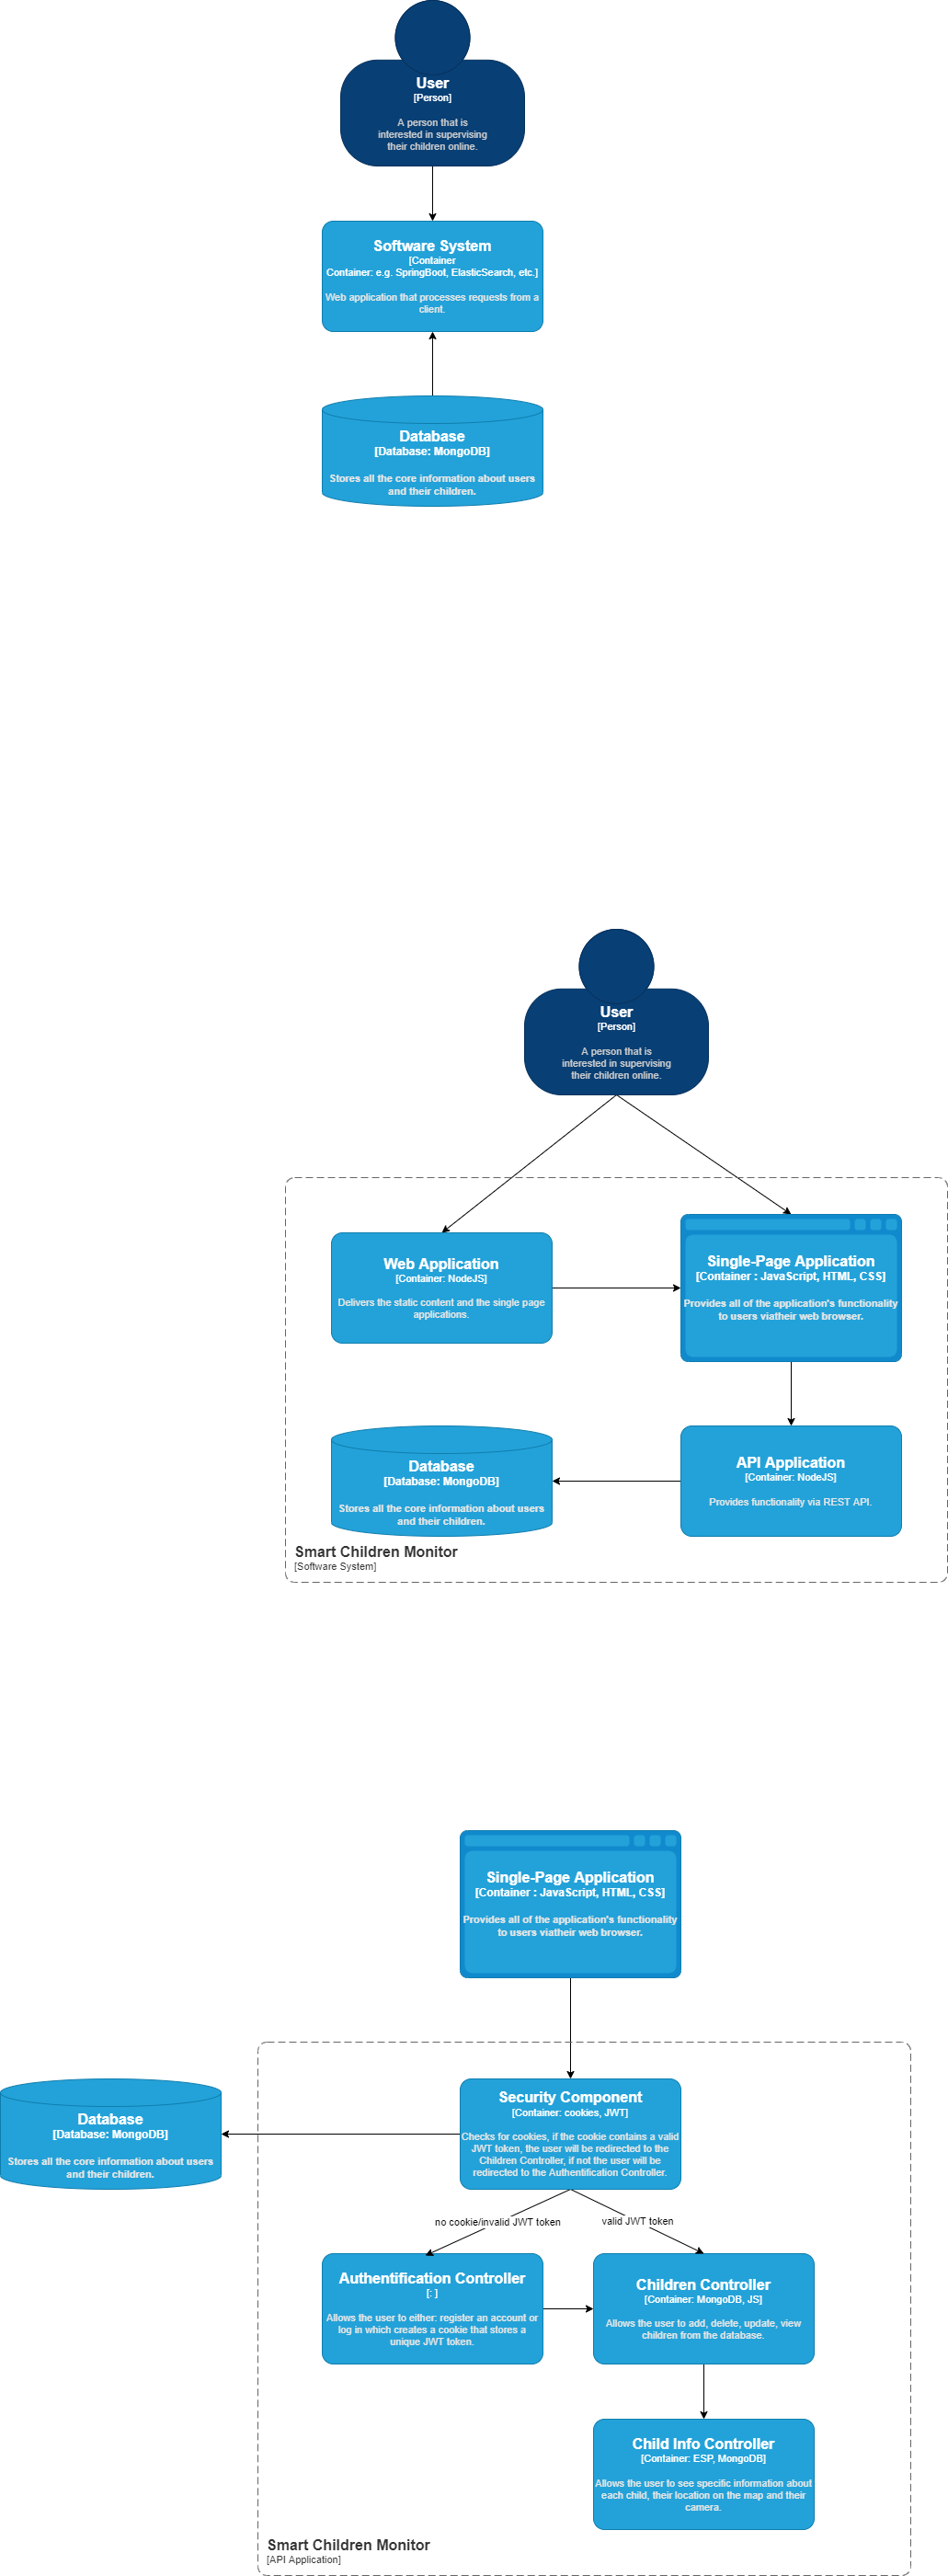 User
[Person]
A person that is
interested in supervising
their children online.
Software System
[Container
Container: e.g. SpringBoot, ElasticSearch, etc.]
Web application that processes requests from a
client.
Database
[Database: MongoDB]
Stores all the core information about users
and their children.
User
[Person]
A person that is
interested in supervising
their children online.
Web Application
[Container: NodeJS]
Delivers the static content and the single page
applications.
Single-Page Application
[Container : JavaScript, HTML, CSS]
Provides all of the application's functionality
to users viatheir web browser.
Database
[Database: MongoDB]
Stores all the core information about users
and their children.
API Application
[Container: NodeJS]
Provides functionality via REST API.
Smart Children Monitor
[Software System]
Single-Page Application
[Container : JavaScript, HTML, CSS]
Provides all of the application's functionality
to users viatheir web browser.
Database
[Database: MongoDB]
Stores all the core information about users
and their children.
Security Component
[Container: cookies, JWT]
Checks for cookies, if the cookie contains a valid
JWT token, the user will be redirected to the
Children Controller, if not the user will be
redirected to the Authentification Controller.
no cookie/invalid JWT token
valid JWT token
Authentification Controller
[: ]
Allows the user to either: register an account or
log in which creates a cookie that stores a
unique JWT token.
Children Controller
[Container: MongoDB, JS]
Allows the user to add, delete, update, view
children from the database.
Child Info Controller
[Container: ESP, MongoDB]
Allows the user to see specific information about
each child, their location on the map and their
camera.
Smart Children Monitor
[API Application]